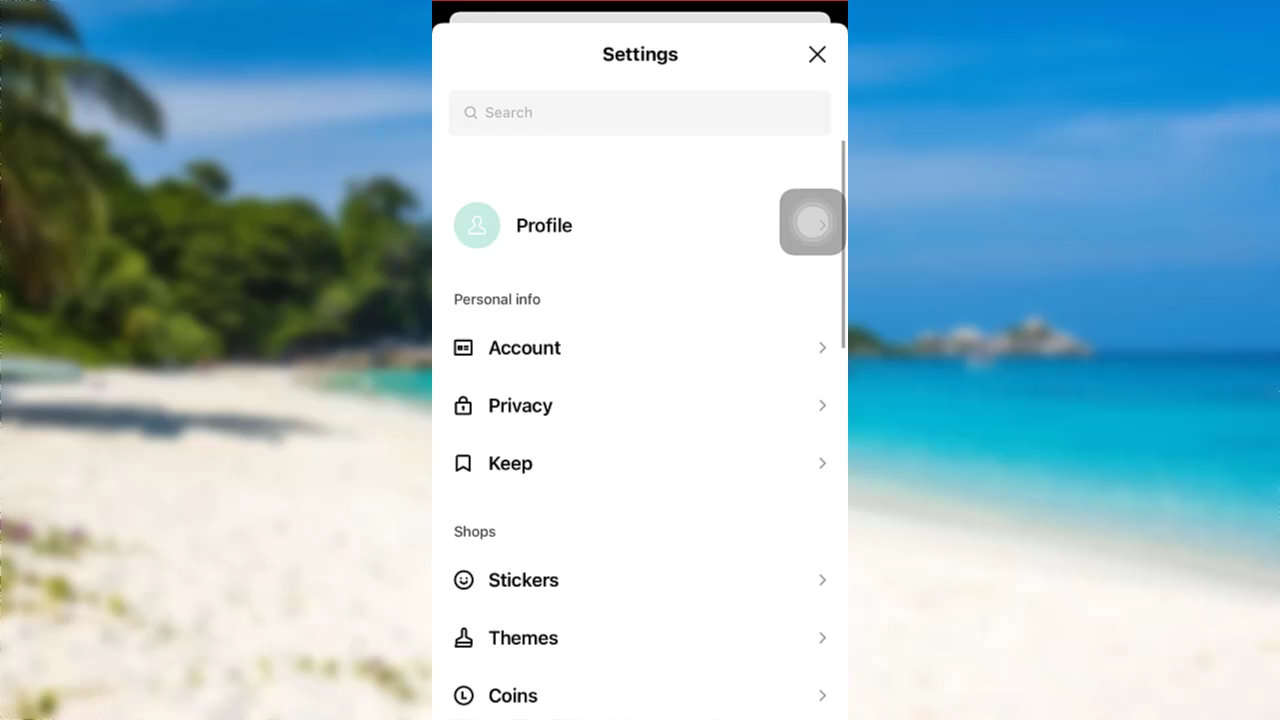 Settings
Search
Profile
Personal info
Account
Privacy
Keep
Shops
Stickers
Themes
Coins